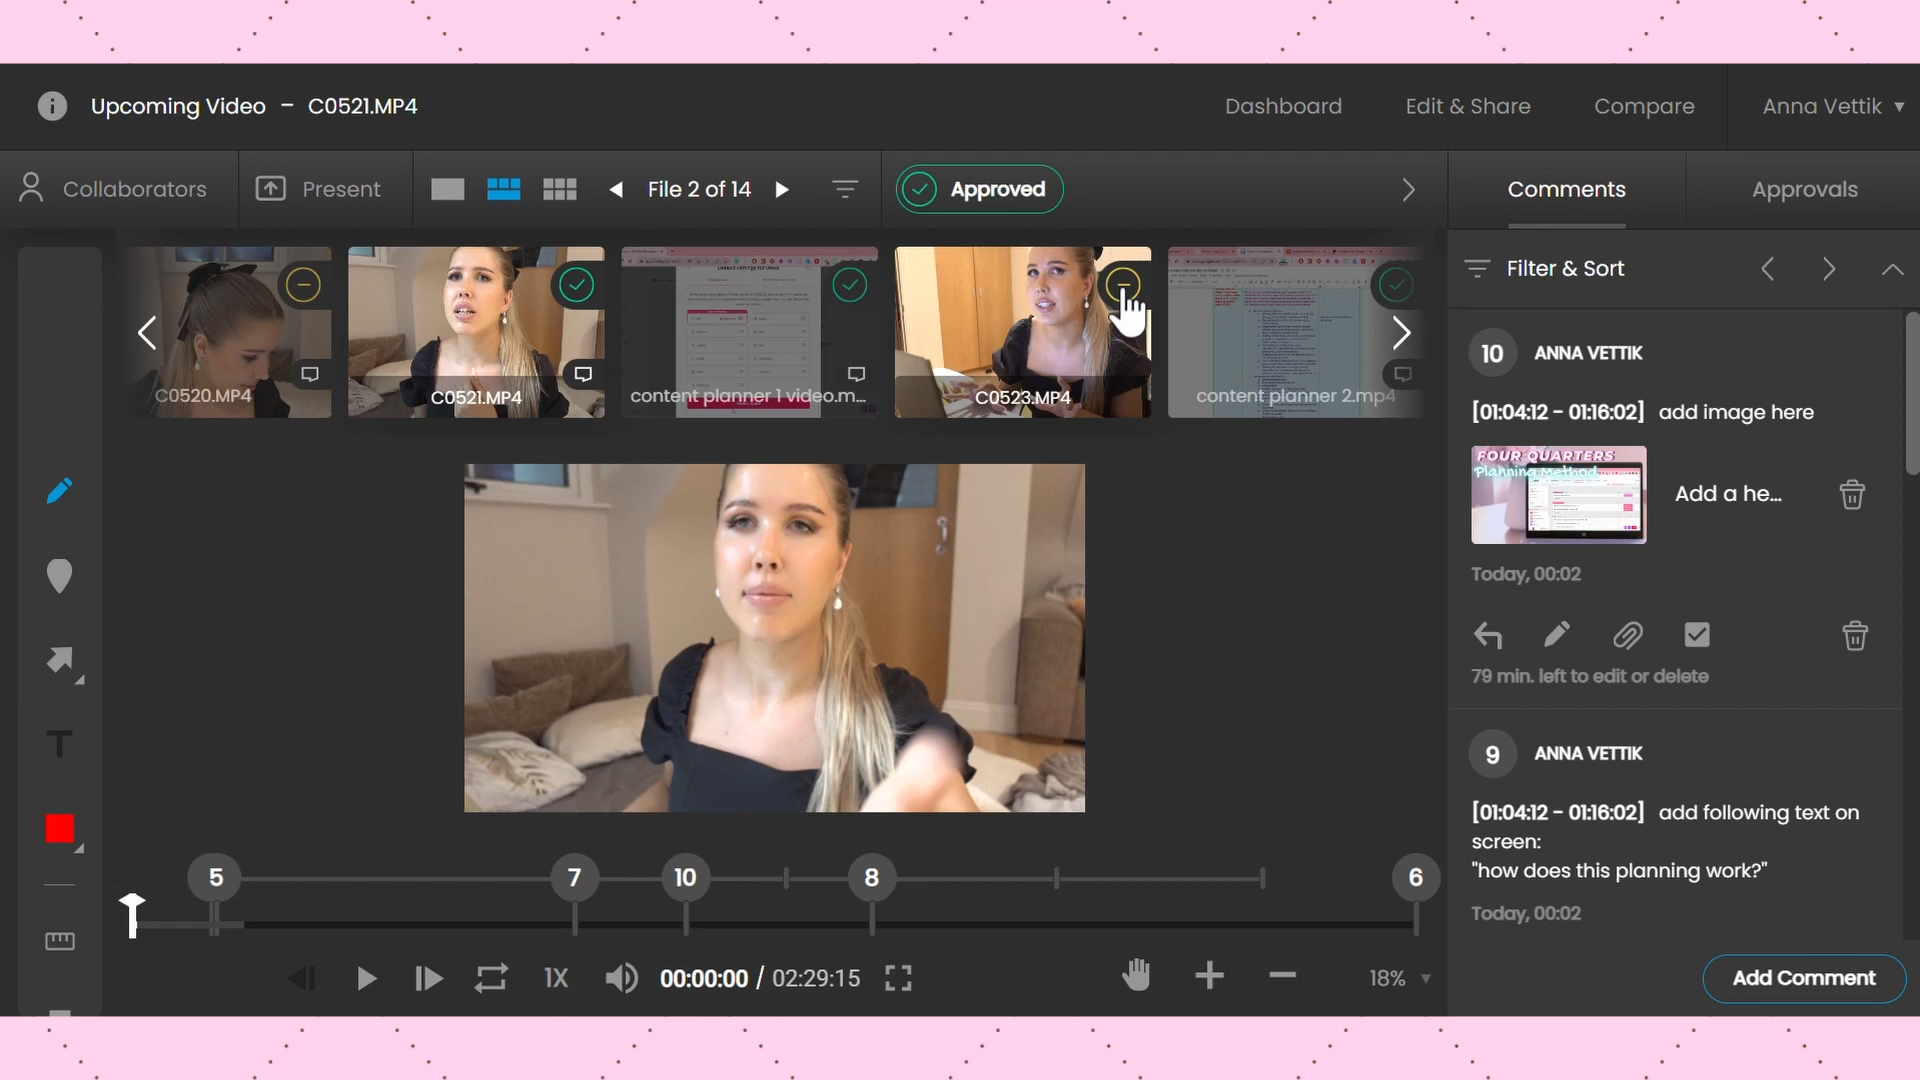 Upcoming Video - C0521.MP4
Dashboard
Edit & Share
Compare
Anna Vettik
Collaborators
Present
File 2 of 14
Approved
Comments
Approvals
C0520.MP4
C0521.MP4
content planner 1 video.m...
C0523.MP4
content planner 2.mp4
Filter & Sort
10 ANNA VETTIK
[01:04:12 - 01:16:02] add image here
FOUR QUARTERS
Planning Method
Add a he...
Today, 00:02
79 min. left to edit or delete
9 ANNA VETTIK
[01:04:12 - 01:16:02] add following text on
screen:
"how does this planning work?"
Today, 00:02
Add Comment
T
5 7 10 8 6
1X
00:00:00 / 02:29:15
18%